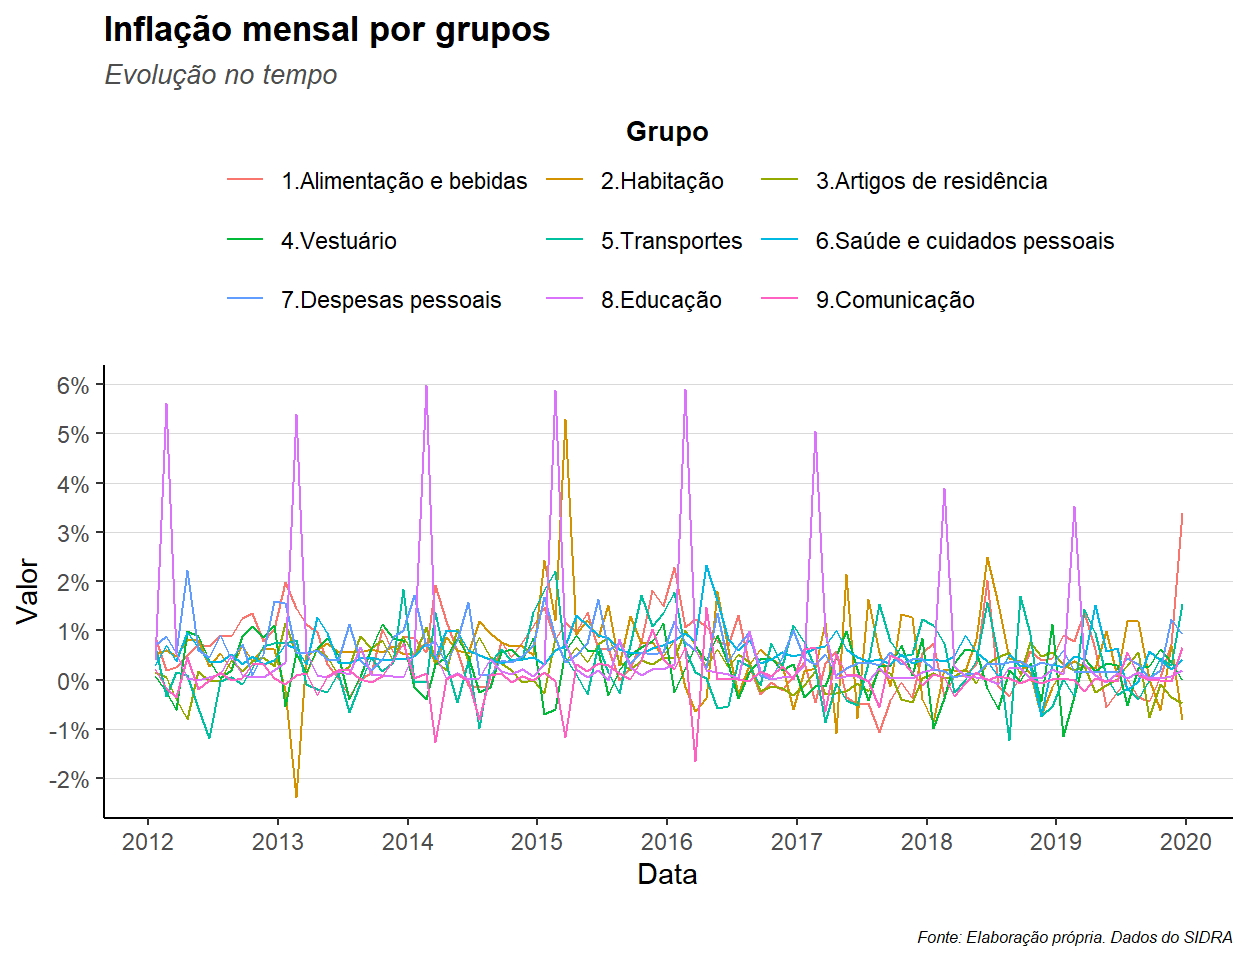 Inflação mensal por grupos
Evolução no tempo
Grupo
1.Alimentação e bebidas 2.Habitação 3.Artigos de residência
4.Vestuário 5.Transportes 6.Saúde e cuidados pessoais
7.Despesas pessoais 8.Educação 9.Comunicação
6%
5%
4%
3%
2%
1%
0%
-1%
-2%
Valor
2012 2013 2014 2015 2016 2017 2018 2019 2020
Data
Fonte: Elaboração própria. Dados do SIDRA